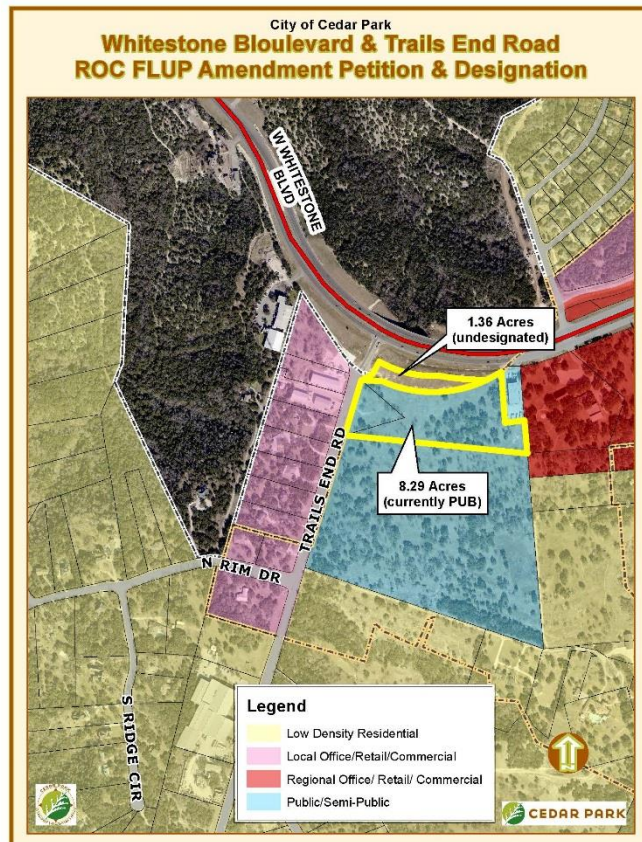 City of Cedar Park
Whitestone Bloulevard & Trails End Road
ROC FLUP Amendment Petition & Designation
W WHITESTONE
BLVD
1.36 Acres
(undesignated)
8.29 Acres
(currently PUB)
TRAILS END RD
N RIM DR
S RIDGE CIR
Legend
Low Density Residential
Local Office/Retail/Commercial
Regional Office/ Retail/ Commercial
Public/Semi-Public
CEDAR PARK
CEDAR PARK